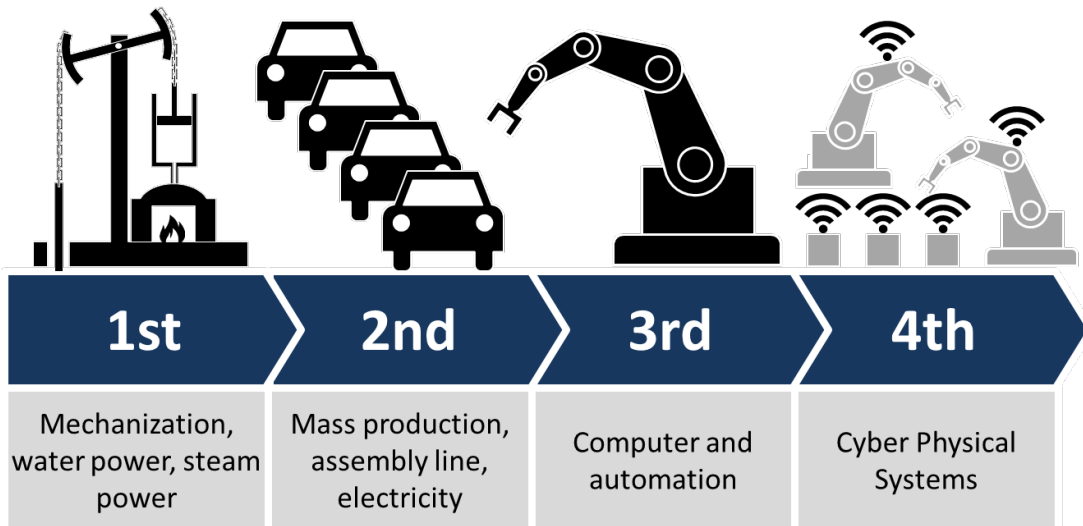 1st
2nd
3rd
4th
Mechanization,
water power, steam
power
Mass production,
assembly line,
electricity
Computer and
automation
Cyber Physical
Systems